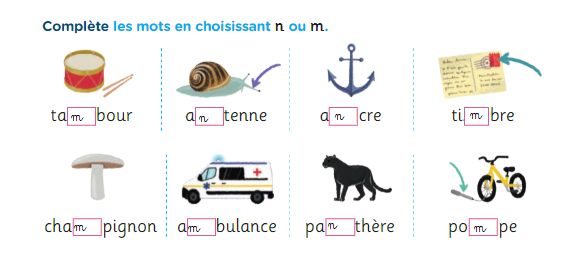 Complète les mots en choisissant n ou m.
tambour antenne ancre timbre
champignon ambulance panthère pompe